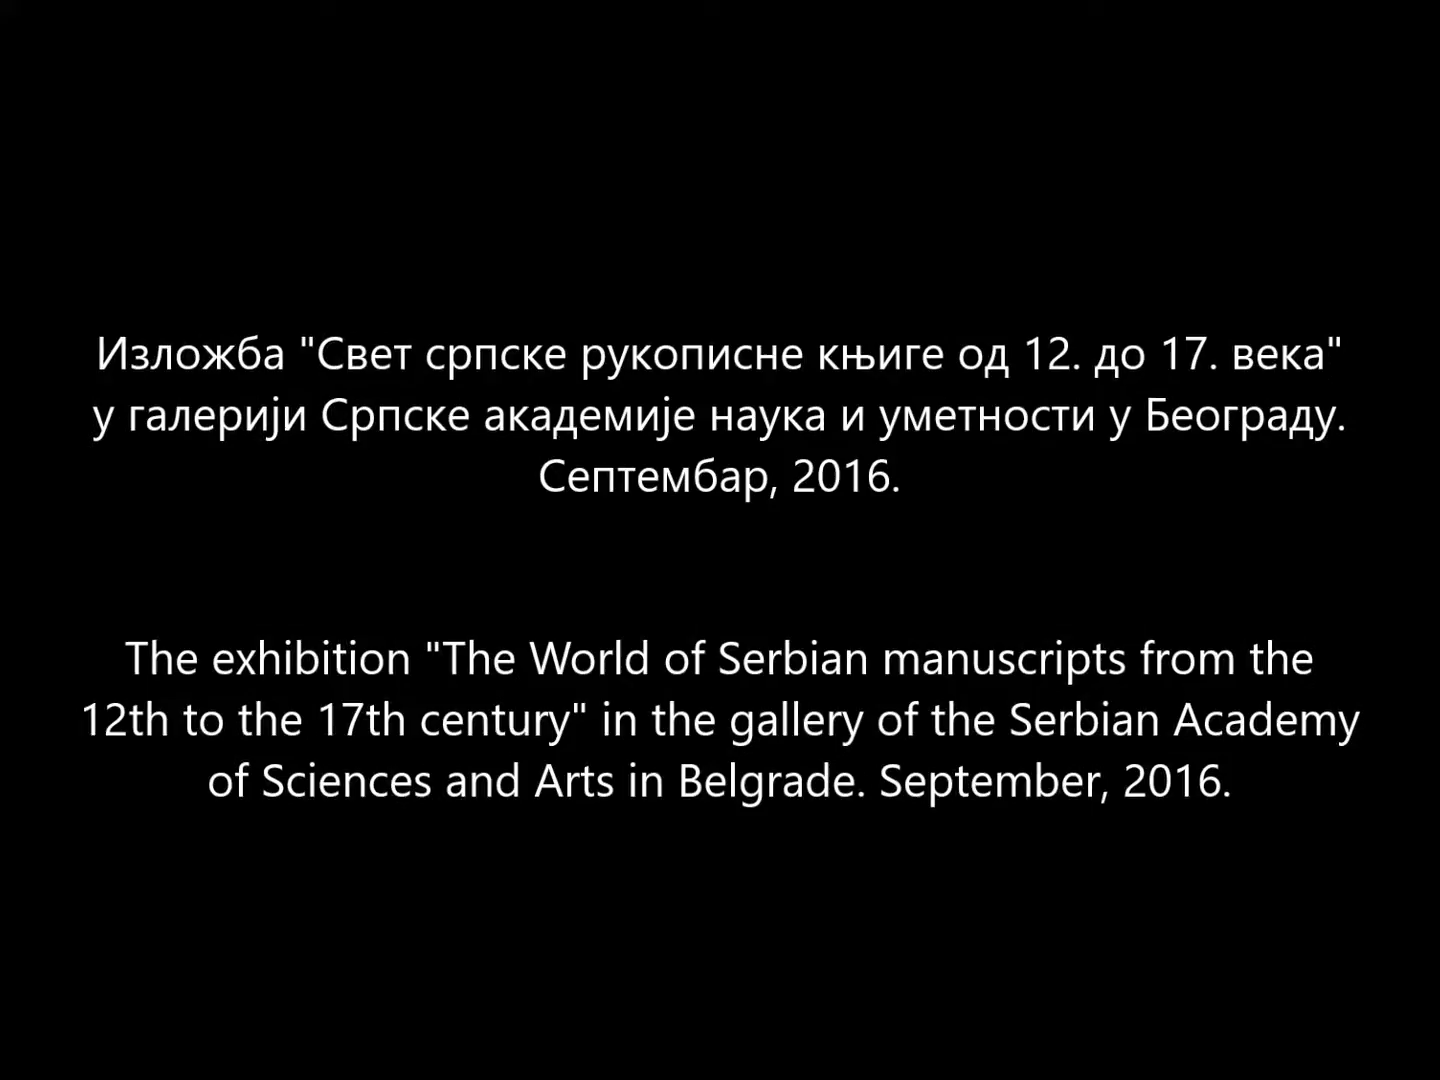 Изложба "Свет српске рукописне књиге од 12. до 17. века"
у галерији Српске академије наука и уметности у Београду.
Септембар, 2016.
The exhibition "The World of Serbian manuscripts from the
12th to the 17th century" in the gallery of the Serbian Academy
of Sciences and Arts in Belgrade. September, 2016.